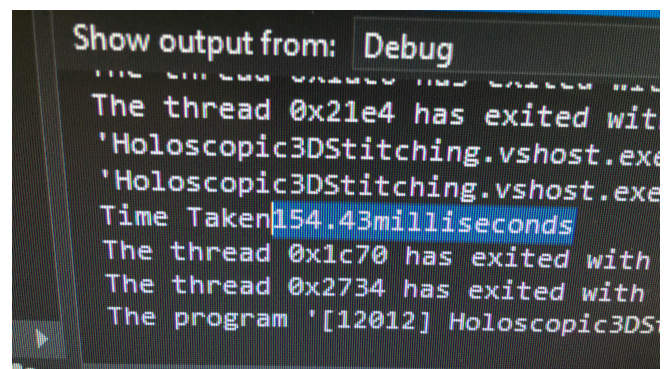 Show output from: Debug
The thread 0x21e4 has exited wit
'Holoscopic3DStitching.vshost.exe
'Holoscopic3DStitching.vshost.exe
Time Taken154.43milliseconds
The thread 0x1c70 has exited with
The thread 0x2734 has exited with
The program '[12012] Holoscopic3DSt